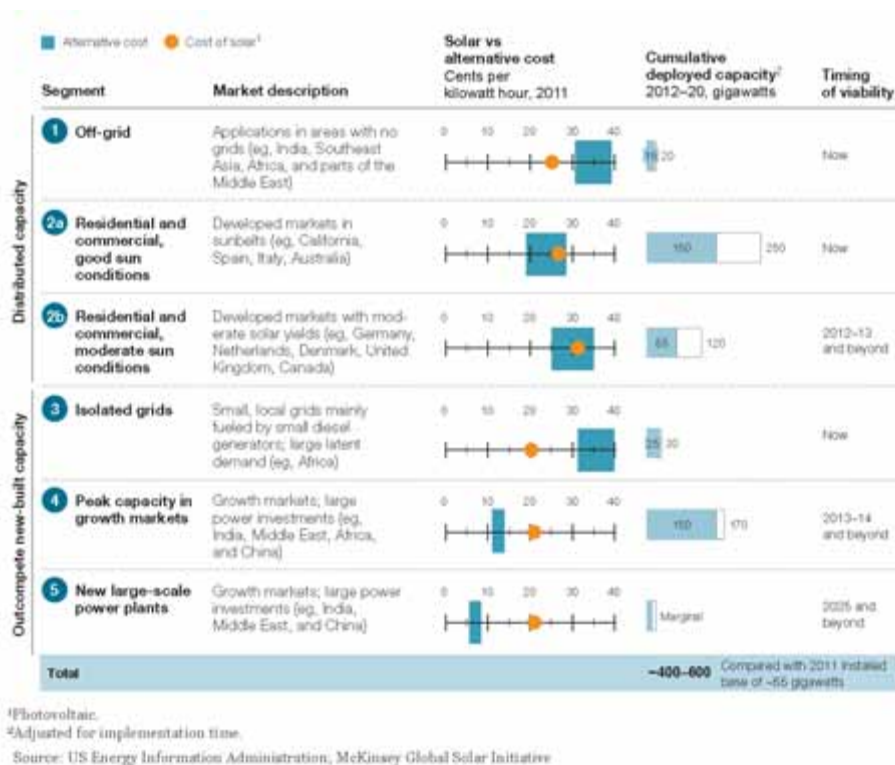 Alternative cost
Cost of solar¹
Solar vs
alternative cost
Cents per
kilowatt hour, 2011
Cumulative
deployed capacity²
2012–20, gigawatts
Timing
of viability
Segment
Market description
Distributed capacity
1 Off-grid
Applications in areas with no
grids (eg, India, Southeast
Asia, Africa, and parts of the
Middle East)
0 10 20 30 40
20
Now
2a Residential and
commercial,
good sun
conditions
Developed markets in
sunbelts (eg, California,
Spain, Italy, Australia)
0 10 20 30 40
150 250
Now
2b Residential and
commercial,
moderate sun
conditions
Developed markets with mod-
erate solar yields (eg, Germany,
Netherlands, Denmark, United
Kingdom, Canada)
0 10 20 30 40
65 120
2012–13
and beyond
Outcompete new-built capacity
3 Isolated grids
Small, local grids mainly
fueled by small diesel
generators; large latent
demand (eg, Africa)
0 10 20 30 40
25 30
Now
4 Peak capacity in
growth markets
Growth markets; large
power investments (eg,
India, Middle East, Africa,
and China)
0 10 20 30 40
150 170
2013–14
and beyond
5 New large-scale
power plants
Growth markets; large power
investments (eg, India,
Middle East, and China)
0 10 20 30 40
Marginal
2025 and
beyond
Total
~400–600
Compared with 2011 installed
base of ~65 gigawatts
¹Photovoltaic.
²Adjusted for implementation time.
Source: US Energy Information Administration, McKinsey Global Solar Initiative